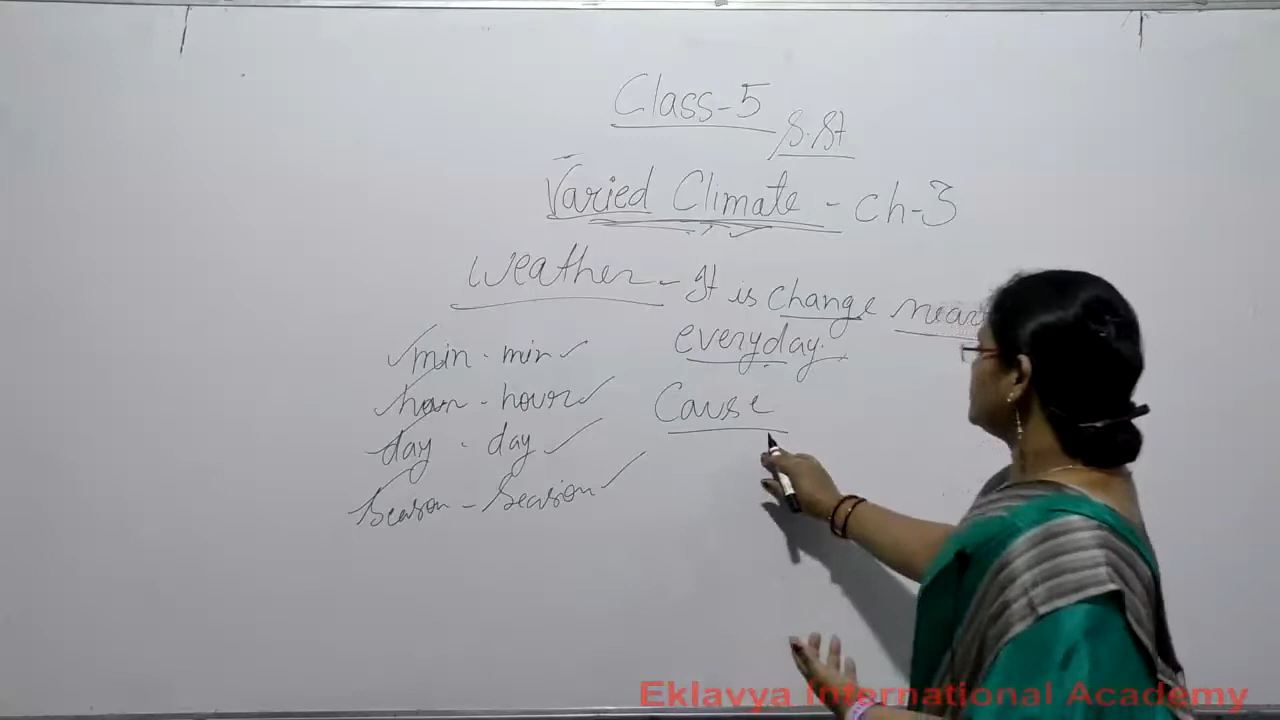 Class-5
S.St
Varied Climate - ch-3
Weather - It is change near
everyday.
min - min
hour - hour
day - day
Season - Season
Cause
Eklavya International Academy